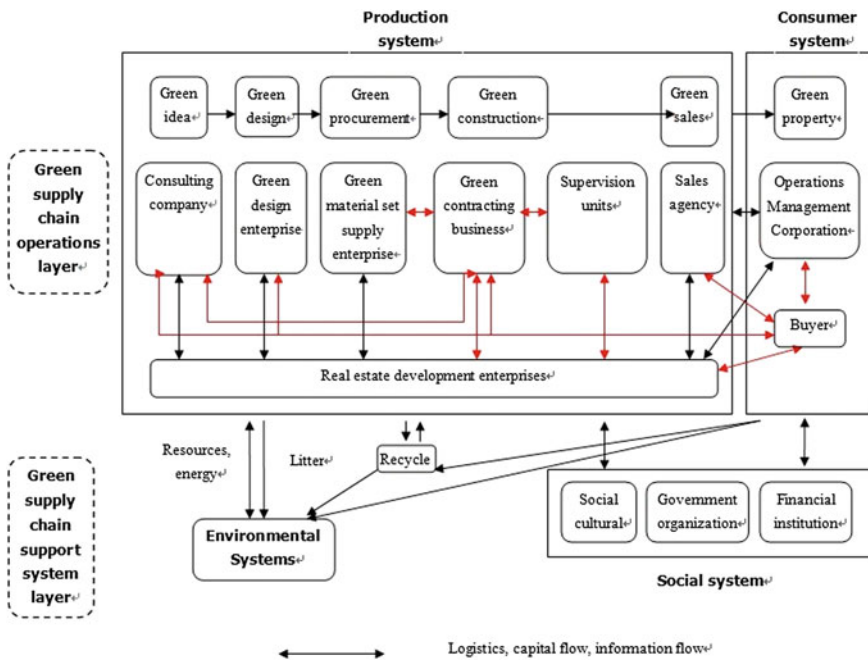 Production
system
Consumer
system
Green
idea
Green
design
Green
procurement
Green
construction
Green
sales
Green
property
Green
supply
chain
operations
layer
Consulting
company
Green
design
enterprise
Green
material set
supply
enterprise
Green
contracting
business
Supervision
units
Sales
agency
Operations
Management
Corporation
Buyer
Real estate development enterprises
Resources,
energy
Litter
Recycle
Green
supply
chain
support
system
layer
Environmental
Systems
Social
cultural
Government
organization
Financial
institution
Social system
Logistics, capital flow, information flow